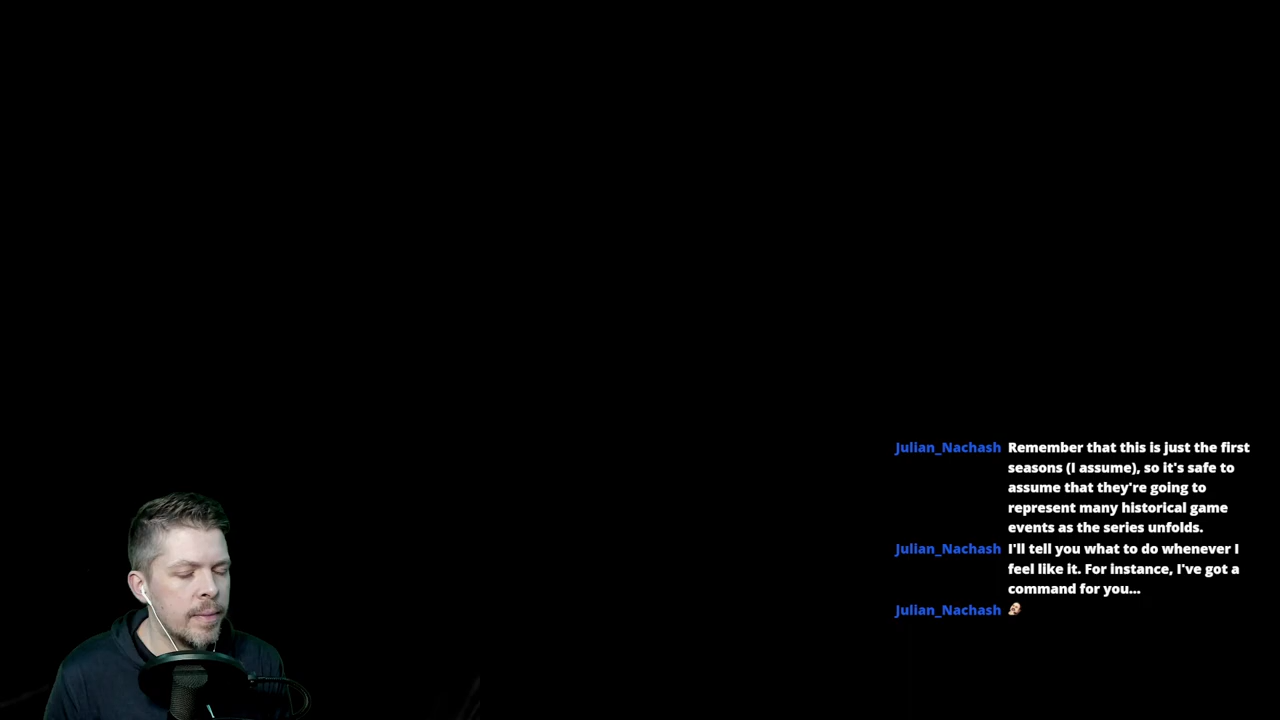 Julian_Nachash Remember that this is just the first
seasons (I assume), so it's safe to
assume that they're going to
represent many historical game
events as the series unfolds.
Julian_Nachash I'll tell you what to do whenever I
feel like it. For instance, I've got a
command for you...
Julian_Nachash